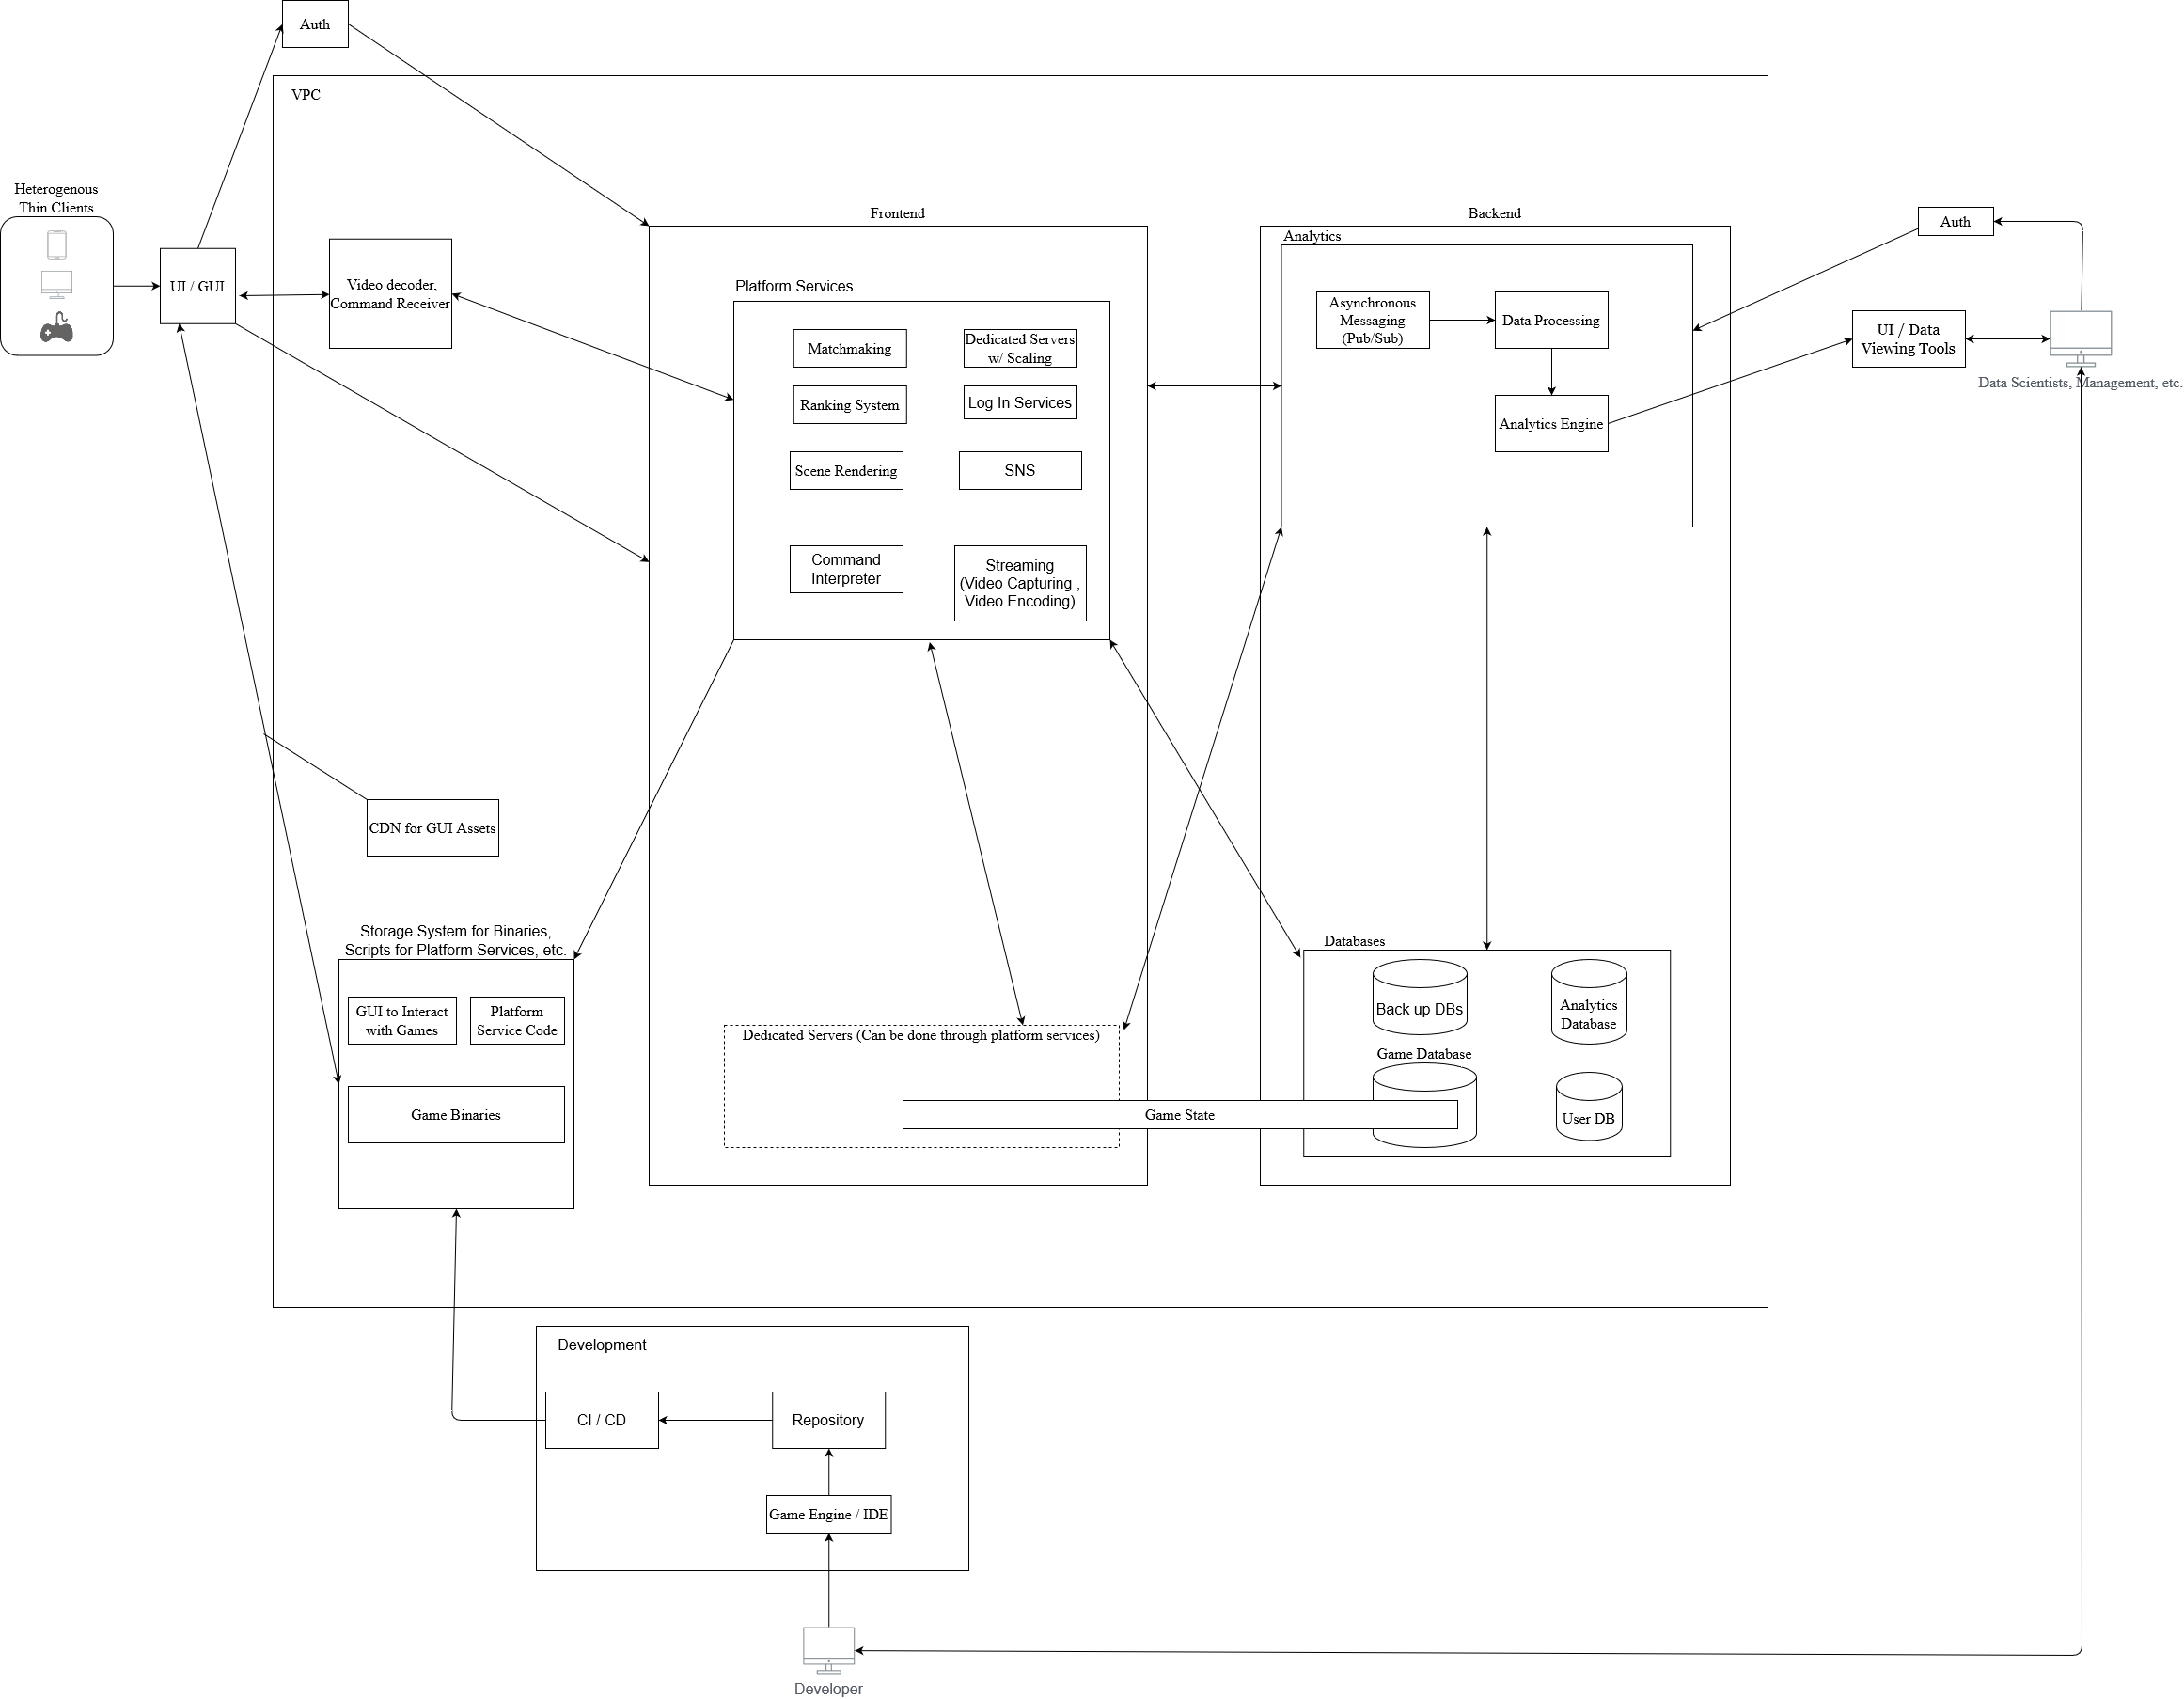 Auth
VPC
Heterogenous
Thin Clients
UI / GUI
Video decoder,
Command Receiver
Frontend
Platform Services
Matchmaking
Dedicated Servers
w/ Scaling
Ranking System
Log In Services
Scene Rendering
SNS
Command
Interpreter
Streaming
(Video Capturing ,
Video Encoding)
Backend
Analytics
Asynchronous
Messaging
(Pub/Sub)
Data Processing
Analytics Engine
Auth
UI / Data
Viewing Tools
Data Scientists, Management, etc.
CDN for GUI Assets
Storage System for Binaries,
Scripts for Platform Services, etc.
GUI to Interact
with Games
Platform
Service Code
Game Binaries
Dedicated Servers (Can be done through platform services)
Game State
Databases
Back up DBs
Analytics
Database
Game Database
User DB
Development
CI / CD
Repository
Game Engine / IDE
Developer